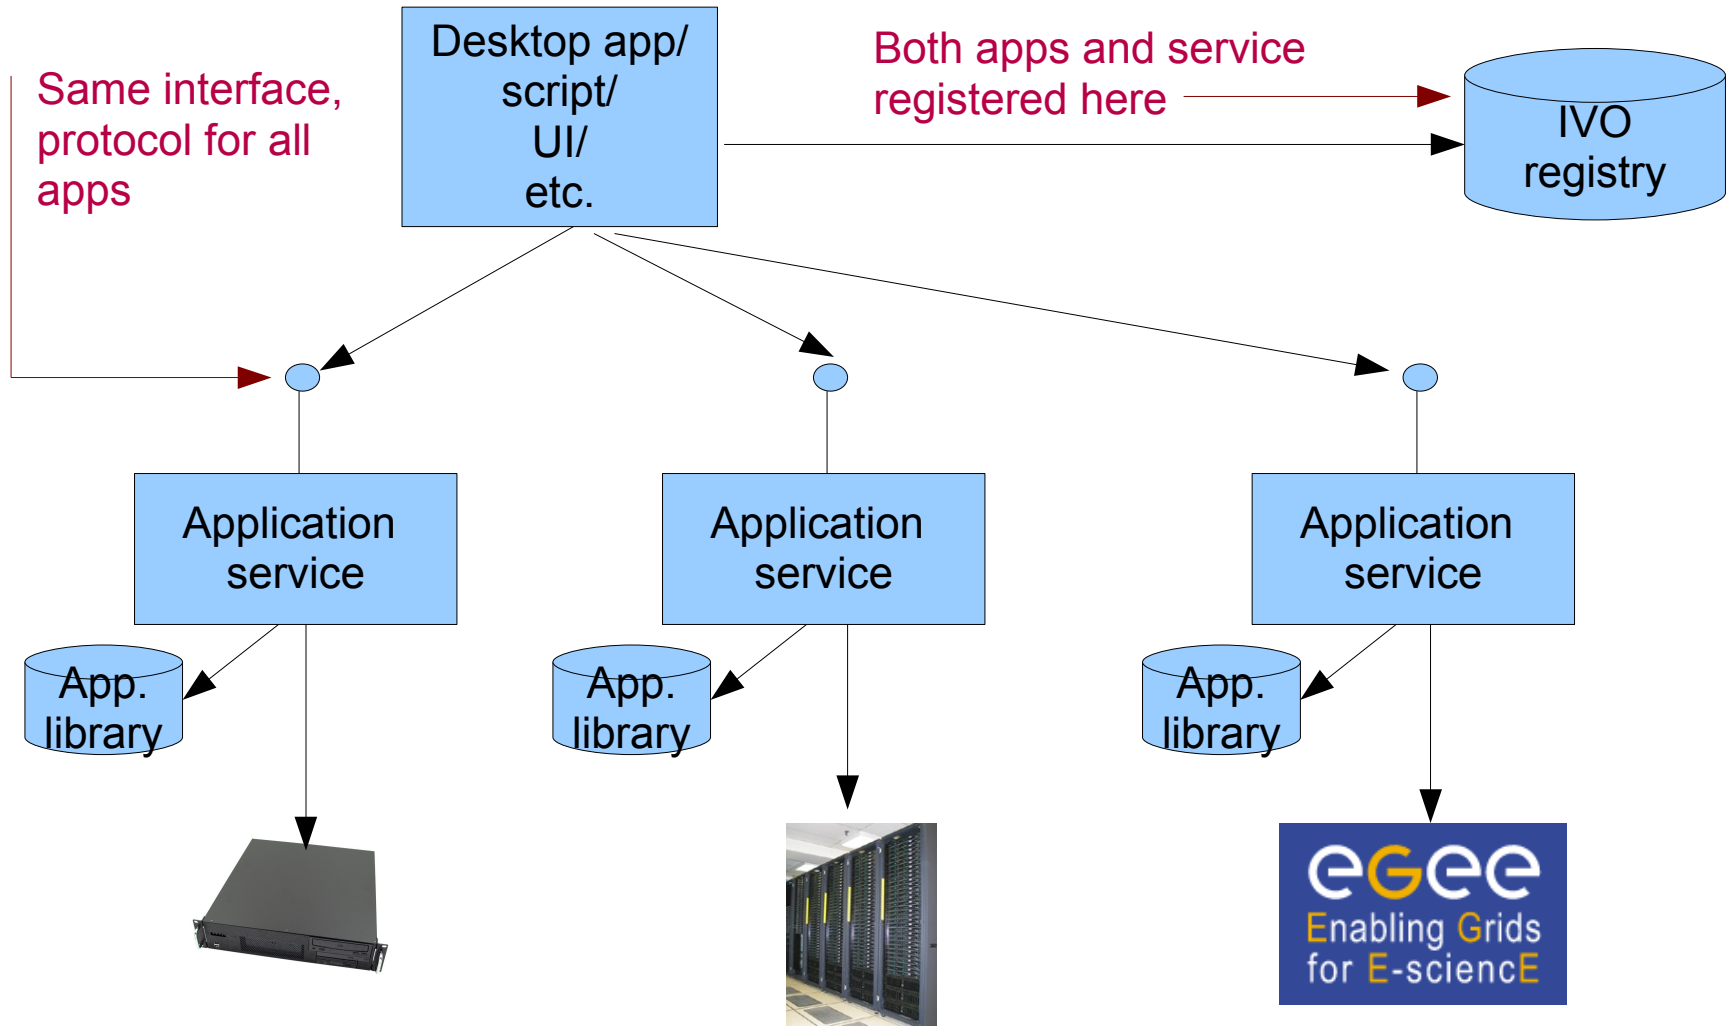 Desktop app/
script/
UI/
etc.
Same interface,
protocol for all
apps
Both apps and service
registered here
IVO
registry
Application
service
Application
service
Application
service
App.
library
App.
library
App.
library
eGee
Enabling Grids
for E-sciencE